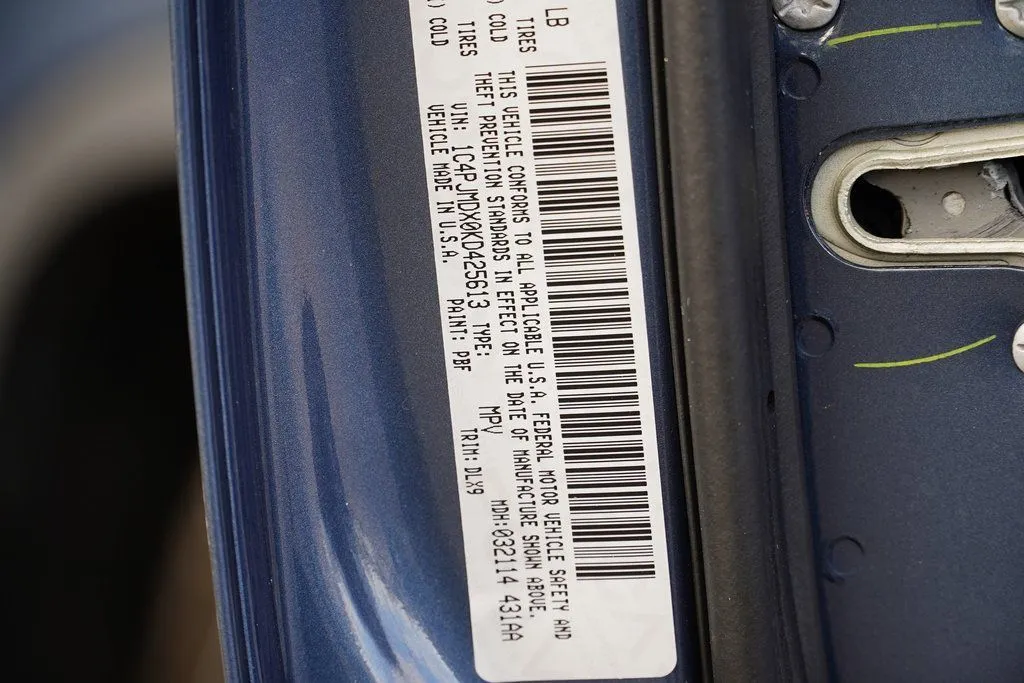 LB
TIRES
) COLD
TIRES
) COLD
THIS VEHICLE CONFORMS TO ALL APPLICABLE U.S.A. FEDERAL MOTOR VEHICLE SAFETY AND
THEFT PREVENTION STANDARDS IN EFFECT ON THE DATE OF MANUFACTURE SHOWN ABOVE.
VIN: 1C4PJMDX0KD425613 TYPE: MPV MDH:032114 431AA
VEHICLE MADE IN U.S.A. PAINT: PBF TRIM: DLX9